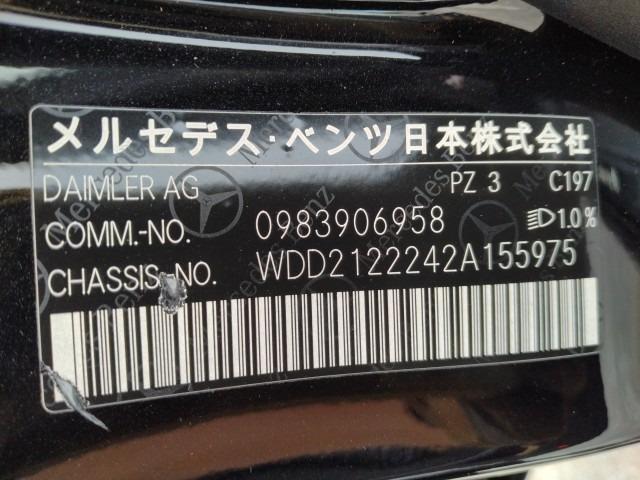 メルセデス・ベンツ日本株式会社
DAIMLER AG PZ 3 C197
COMM.-NO. 0983906958 1.0%
CHASSIS-NO. WDD2122242A155975